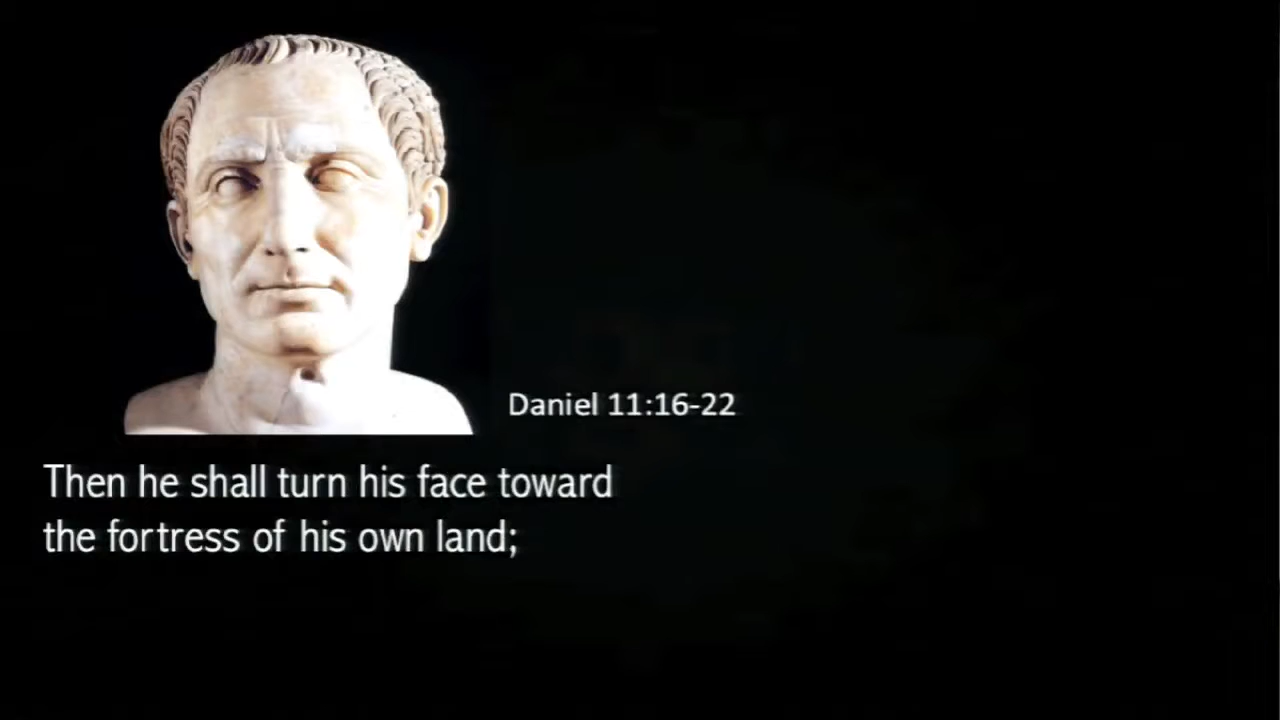 Daniel 11:16-22
Then he shall turn his face toward
the fortress of his own land;